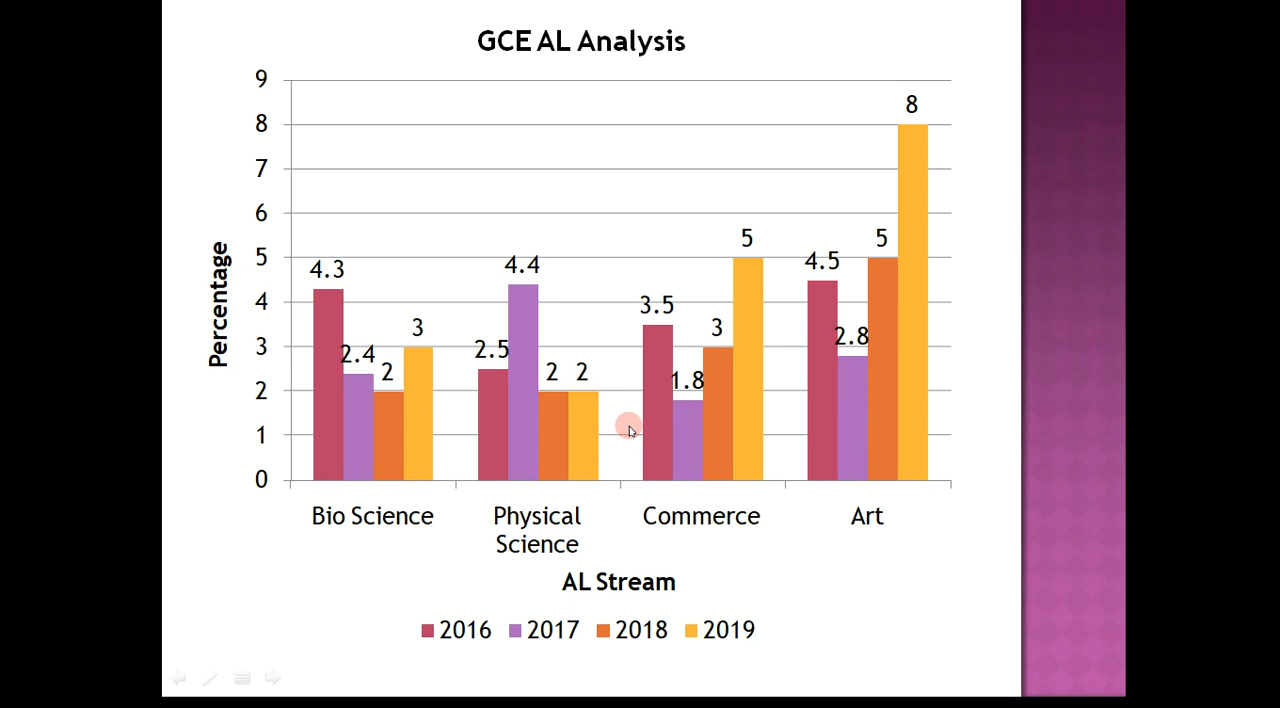 GCE AL Analysis
9
8
7
6
5
4
3
2
1
0
Percentage
4.3
2.4
2
3
2.5
4.4
2
2
3.5
1.8
3
5
4.5
2.8
5
8
Bio Science
Physical
Science
Commerce
Art
AL Stream
2016 2017 2018 2019